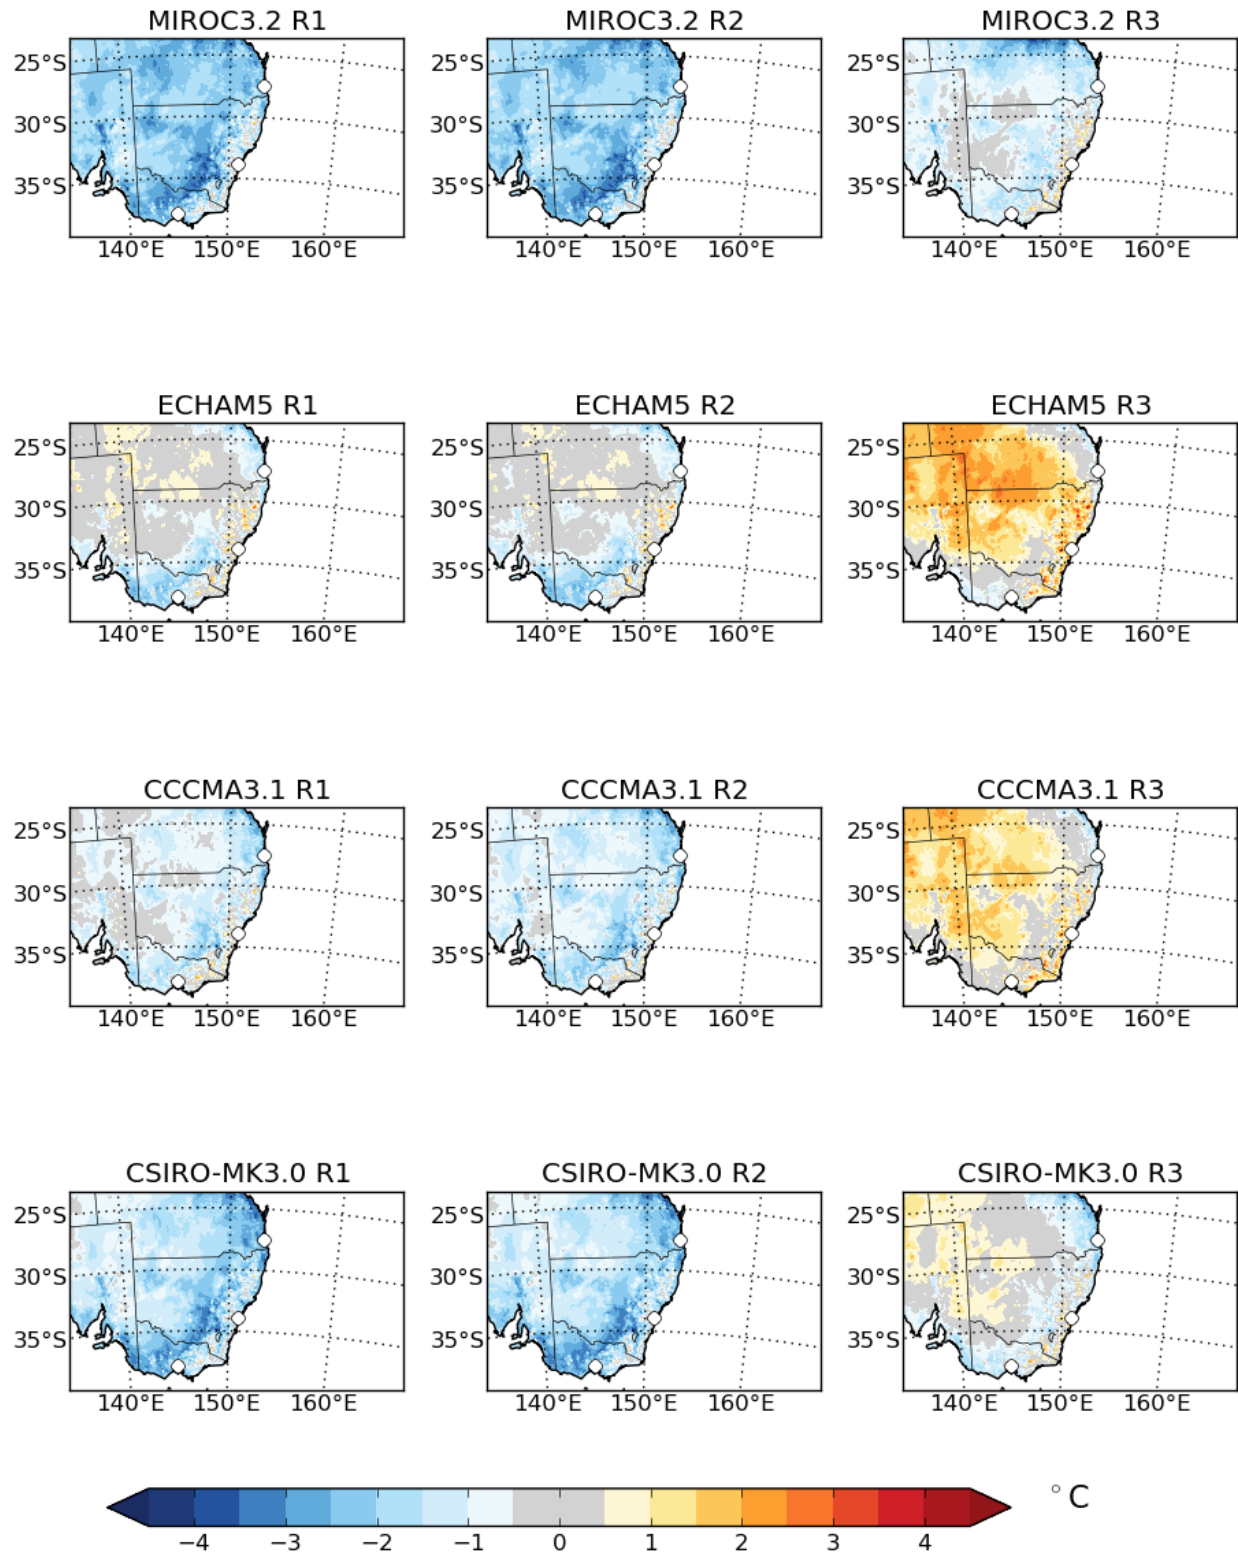 MIROC3.2 R1 MIROC3.2 R2 MIROC3.2 R3
25°S 25°S 25°S
30°S 30°S 30°S
35°S 35°S 35°S
140°E 150°E 160°E 140°E 150°E 160°E 140°E 150°E 160°E
ECHAM5 R1 ECHAM5 R2 ECHAM5 R3
25°S 25°S 25°S
30°S 30°S 30°S
35°S 35°S 35°S
140°E 150°E 160°E 140°E 150°E 160°E 140°E 150°E 160°E
CCCMA3.1 R1 CCCMA3.1 R2 CCCMA3.1 R3
25°S 25°S 25°S
30°S 30°S 30°S
35°S 35°S 35°S
140°E 150°E 160°E 140°E 150°E 160°E 140°E 150°E 160°E
CSIRO-MK3.0 R1 CSIRO-MK3.0 R2 CSIRO-MK3.0 R3
25°S 25°S 25°S
30°S 30°S 30°S
35°S 35°S 35°S
140°E 150°E 160°E 140°E 150°E 160°E 140°E 150°E 160°E
°C
−4 −3 −2 −1 0 1 2 3 4